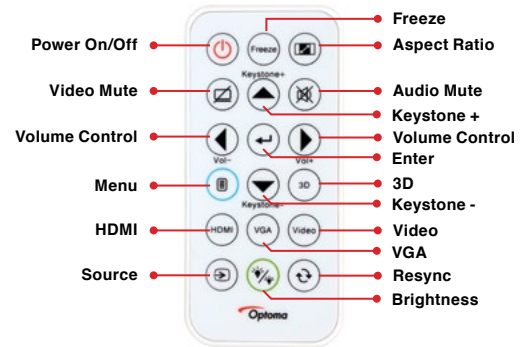 Freeze
Power On/Off
Freeze
Aspect Ratio
Keystone+
Video Mute
Audio Mute
Keystone +
Volume Control
Volume Control
Vol−
Vol+
Enter
Menu
3D
3D
Keystone-
Keystone -
HDMI
HDMI
VGA
Video
Video
VGA
Source
Resync
Brightness
Optoma